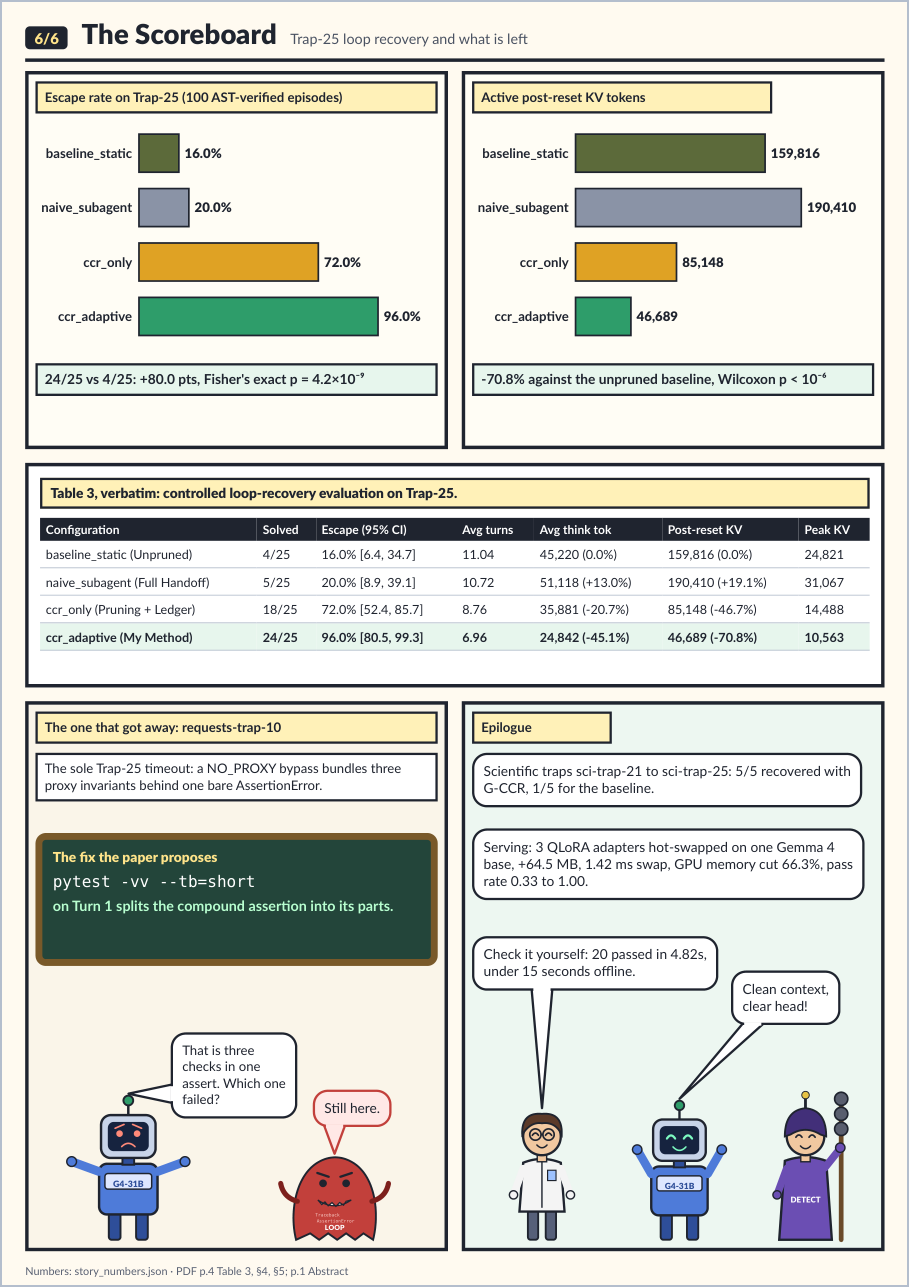 6/6 The Scoreboard Trap-25 loop recovery and what is left
Escape rate on Trap-25 (100 AST-verified episodes)
baseline_static 16.0%
naive_subagent 20.0%
ccr_only 72.0%
ccr_adaptive 96.0%
24/25 vs 4/25: +80.0 pts, Fisher's exact p = 4.2×10⁻⁹
Active post-reset KV tokens
baseline_static 159,816
naive_subagent 190,410
ccr_only 85,148
ccr_adaptive 46,689
-70.8% against the unpruned baseline, Wilcoxon p < 10⁻⁶
Table 3, verbatim: controlled loop-recovery evaluation on Trap-25.
Configuration Solved Escape (95% CI) Avg turns Avg think tok Post-reset KV Peak KV
baseline_static (Unpruned) 4/25 16.0% [6.4, 34.7] 11.04 45,220 (0.0%) 159,816 (0.0%) 24,821
naive_subagent (Full Handoff) 5/25 20.0% [8.9, 39.1] 10.72 51,118 (+13.0%) 190,410 (+19.1%) 31,067
ccr_only (Pruning + Ledger) 18/25 72.0% [52.4, 85.7] 8.76 35,881 (-20.7%) 85,148 (-46.7%) 14,488
ccr_adaptive (My Method) 24/25 96.0% [80.5, 99.3] 6.96 24,842 (-45.1%) 46,689 (-70.8%) 10,563
The one that got away: requests-trap-10
The sole Trap-25 timeout: a NO_PROXY bypass bundles three
proxy invariants behind one bare AssertionError.
The fix the paper proposes
pytest -vv --tb=short
on Turn 1 splits the compound assertion into its parts.
That is three
checks in one
assert. Which one
failed?
Still here.
G4-31B
Traceback
AssertionError
LOOP
Epilogue
Scientific traps sci-trap-21 to sci-trap-25: 5/5 recovered with
G-CCR, 1/5 for the baseline.
Serving: 3 QLoRA adapters hot-swapped on one Gemma 4
base, +64.5 MB, 1.42 ms swap, GPU memory cut 66.3%, pass
rate 0.33 to 1.00.
Check it yourself: 20 passed in 4.82s,
under 15 seconds offline.
Clean context,
clear head!
G4-31B
DETECT
Numbers: story_numbers.json · PDF p.4 Table 3, §4, §5; p.1 Abstract